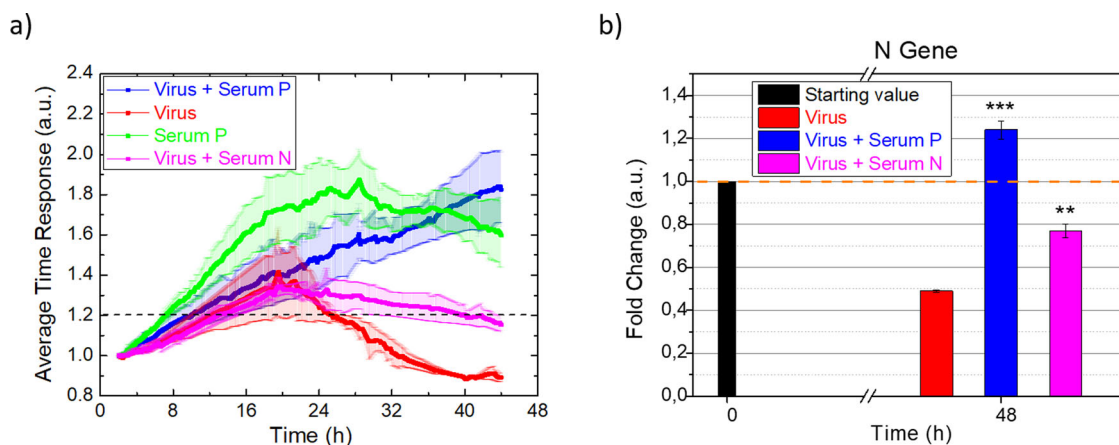 a)
2.4
2.2
2.0
1.8
1.6
1.4
1.2
1.0
0.8
Average Time Response (a.u.)
Virus + Serum P
Virus
Serum P
Virus + Serum N
0 8 16 24 32 40 48
Time (h)
b)
N Gene
1,4
1,2
1,0
0,8
0,6
0,4
0,2
0,0
Fold Change (a.u.)
Starting value
Virus
Virus + Serum P
Virus + Serum N
***
**
0 48
Time (h)